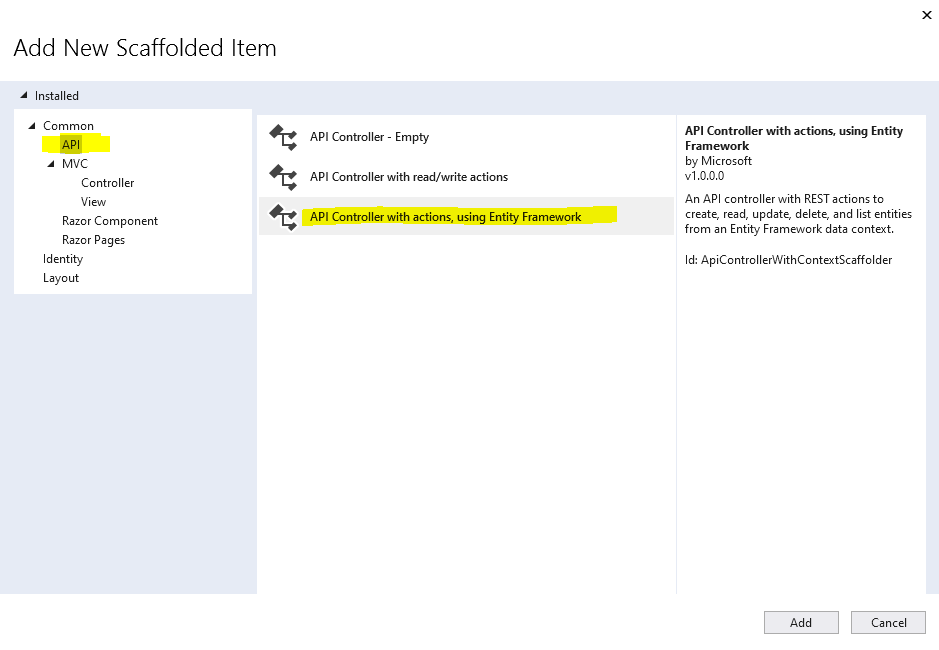 Add New Scaffolded Item
Installed
Common
API
MVC
Controller
View
Razor Component
Razor Pages
Identity
Layout
API Controller - Empty
API Controller with read/write actions
API Controller with actions, using Entity Framework
API Controller with actions, using Entity
Framework
by Microsoft
v1.0.0.0
An API controller with REST actions to
create, read, update, delete, and list entities
from an Entity Framework data context.
Id: ApiControllerWithContextScaffolder
Add
Cancel